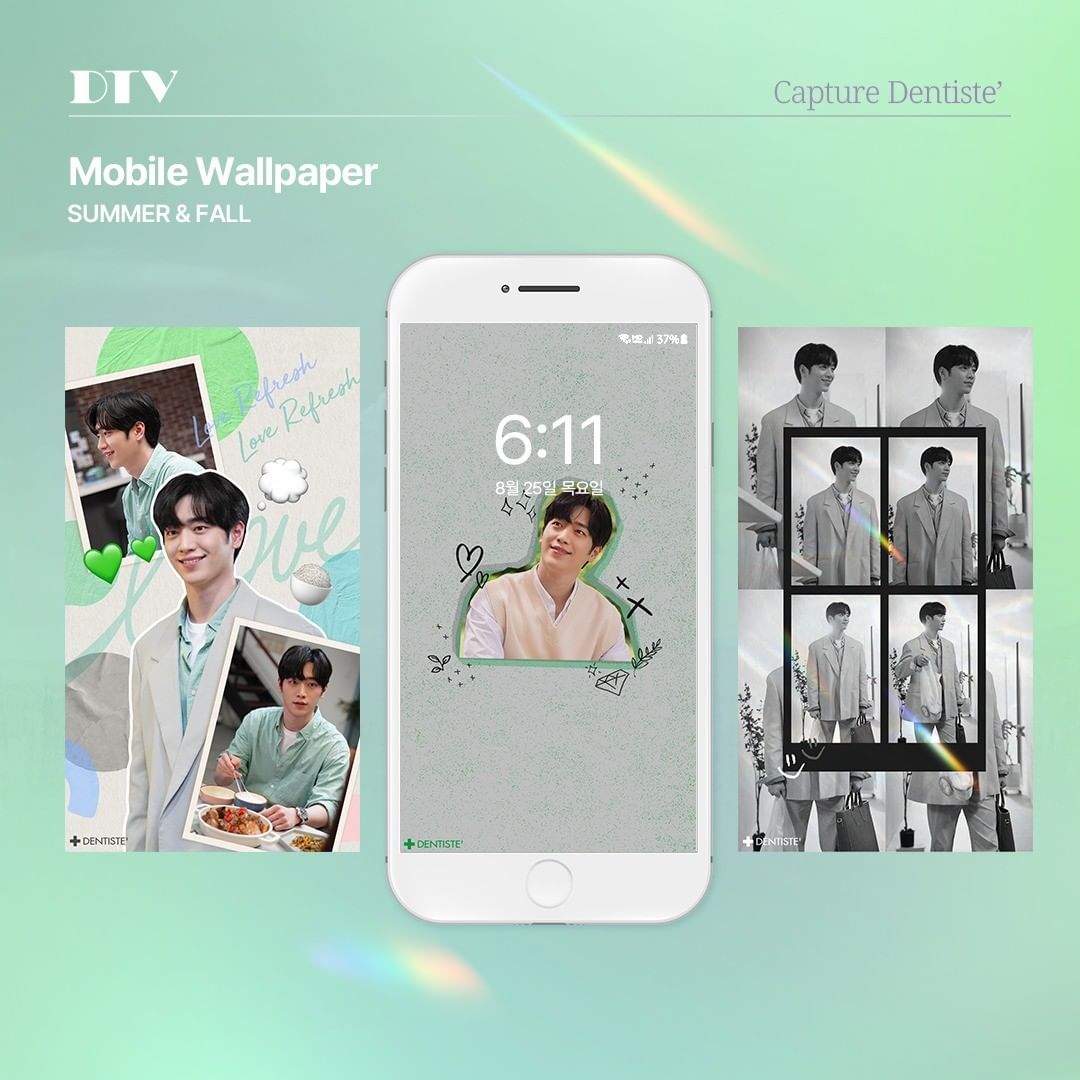 DTV
Capture Dentiste’
Mobile Wallpaper
SUMMER & FALL
Love Refresh
Love Refresh
Love
DENTISTE'
37%
6:11
8월 25일 목요일
DENTISTE'
DENTISTE'